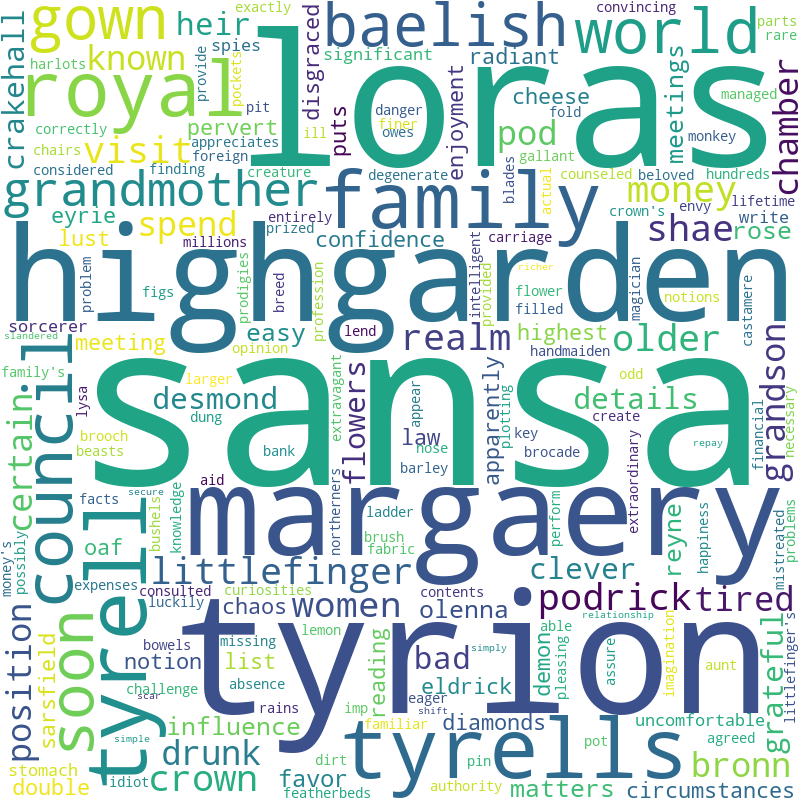 gown
heir
exactly
baelish
convincing
world
parts
rare
harlots
known
spies
provide
pockets
significant
radiant
crakehall
royal
loras
disgraced
puts
enjoyment
cheese
meetings
managed
chamber
pit
danger
finer
owes
fold
monkey
correctly
pervert
pod
chairs
visit
appreciates
ill
gallant
blades
actual
counseled
beloved
hundreds
considered
finding
foreign
creature
degenerate
money
lifetime
grandmother
family
crown's
envy
write
eyrie
spend
entirely
prized
carriage
shae
rose
lust
millions
confidence
highgarden
problem
figs
prodigies
breed
profession
intelligent
richer
provided
flower
filled
magician
notions
castamere
sorcerer
easy
lend
realm
highest
older
slandered
meeting
opinion
handmaiden
grandson
family's
lysa
larger
extravagant
apparently
odd
council
certain
desmond
sansa
details
financial
necessary
brooch
dung
flowers
law
appear
plotting
key
create
beasts
bank
nose
barley
brocade
repay
extraordinary
facts
aid
northerners
secure
bushels
knowledge
margaery
ladder
perform
reyne
happiness
mistreated
problems
money's
possibly
tyrell
oaf
brush
fabric
expenses
littlefinger
clever
soon
consulted
curiosities
contents
luckily
chaos
women
olenna
podrick
tired
relationship
position
sarsfield
bowels
missing
lemon
tyrion
able
notion
list
reading
bad
simply
demon
pleasing
assure
imagination
aunt
grateful
littlefinger's
challenge
absence
eldrick
scar
rains
imp
eager
influence
familiar
shift
diamonds
uncomfortable
simple
drunk
tyrells
agreed
stomach
idiot
dirt
pin
pot
bronn
double
crown
favor
featherbeds
authority
matters
circumstances